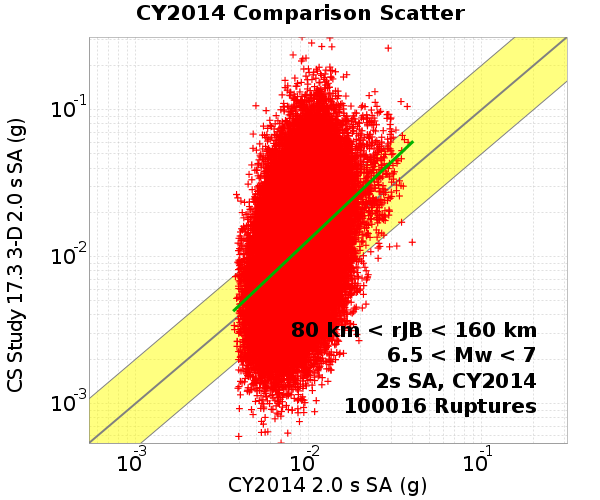 CY2014 Comparison Scatter
CS Study 17.3 3-D 2.0 s SA (g)
10-1
10-2
10-3
80 km < rJB < 160 km
6.5 < Mw < 7
2s SA, CY2014
100016 Ruptures
10-3 10-2 10-1
CY2014 2.0 s SA (g)